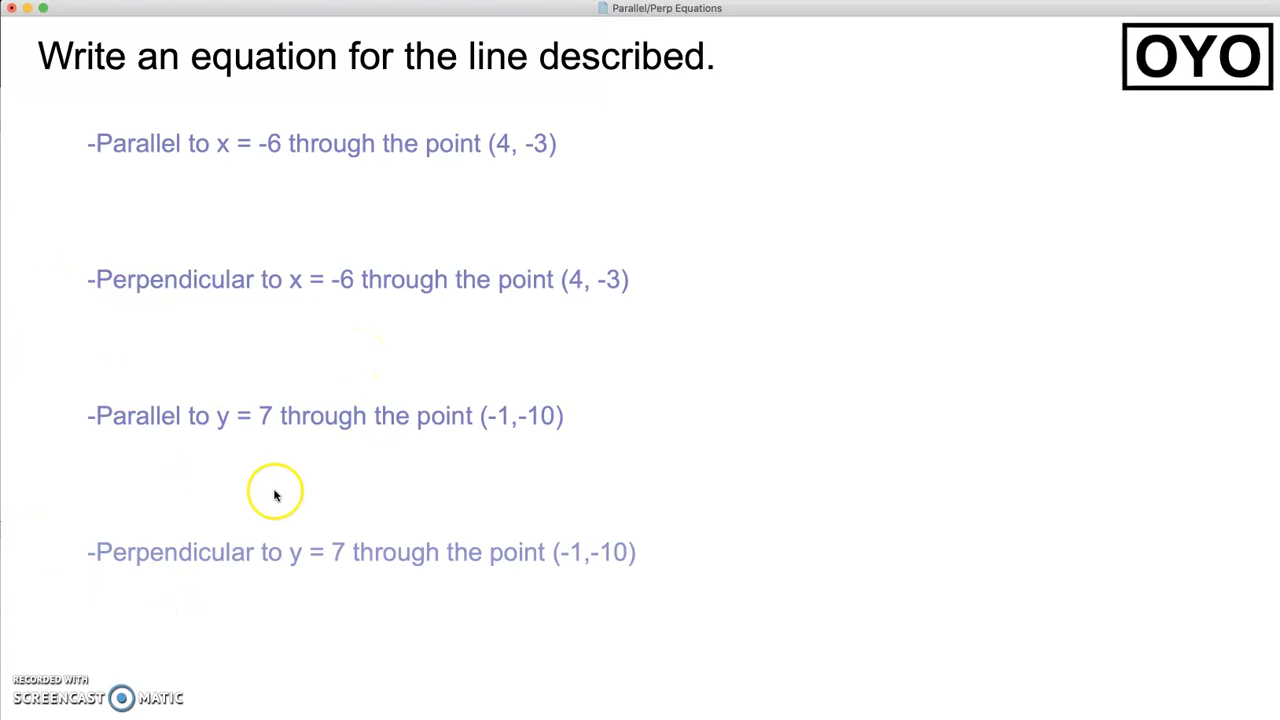 Parallel/Perp Equations
Write an equation for the line described.
OYO
-Parallel to x = -6 through the point (4, -3)
-Perpendicular to x = -6 through the point (4, -3)
-Parallel to y = 7 through the point (-1,-10)
-Perpendicular to y = 7 through the point (-1,-10)
RECORDED WITH
SCREENCAST MATIC